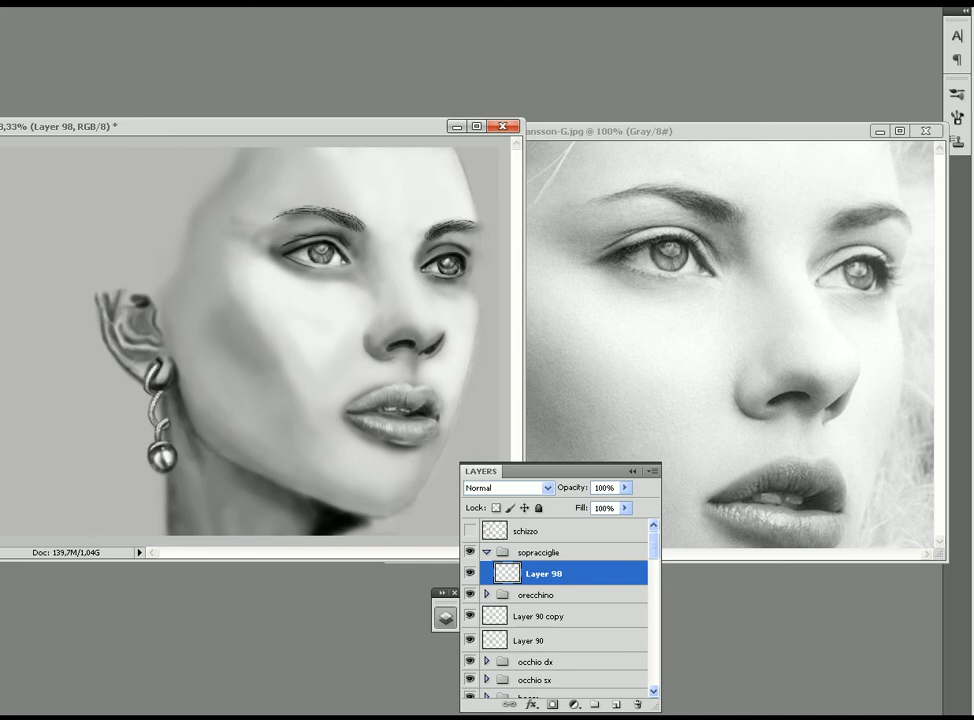 A|
8,33% (Layer 98, RGB/8) *
ansson-G.jpg @ 100% (Gray/8#)
LAYERS
Normal Opacity: 100%
Lock: Fill: 100%
schizzo
sopracciglie
Layer 98
orecchino
Layer 90 copy
Layer 90
occhio dx
occhio sx
Doc: 139,7M/1,04G